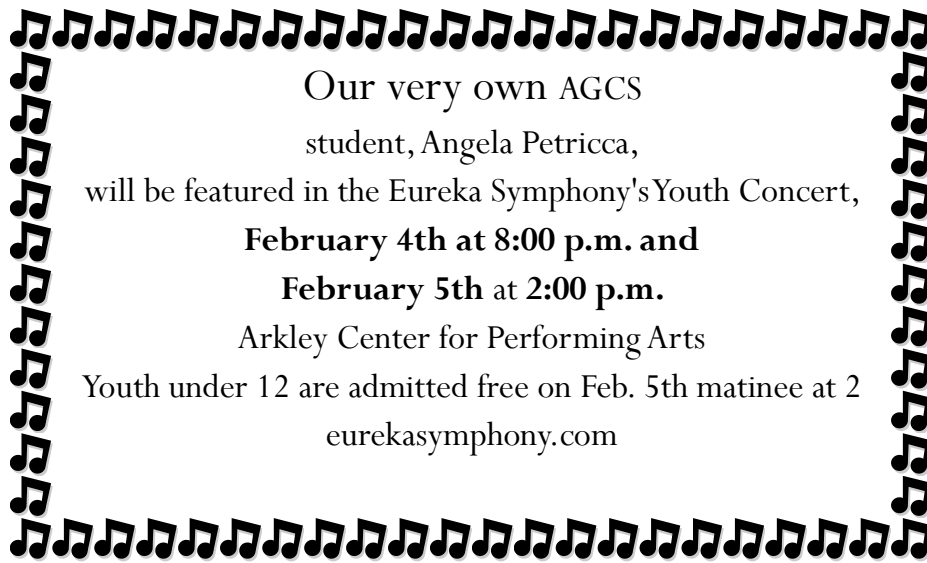 Our very own AGCS
student, Angela Petricca,
will be featured in the Eureka Symphony's Youth Concert,
February 4th at 8:00 p.m. and
February 5th at 2:00 p.m.
Arkley Center for Performing Arts
Youth under 12 are admitted free on Feb. 5th matinee at 2
eurekasymphony.com